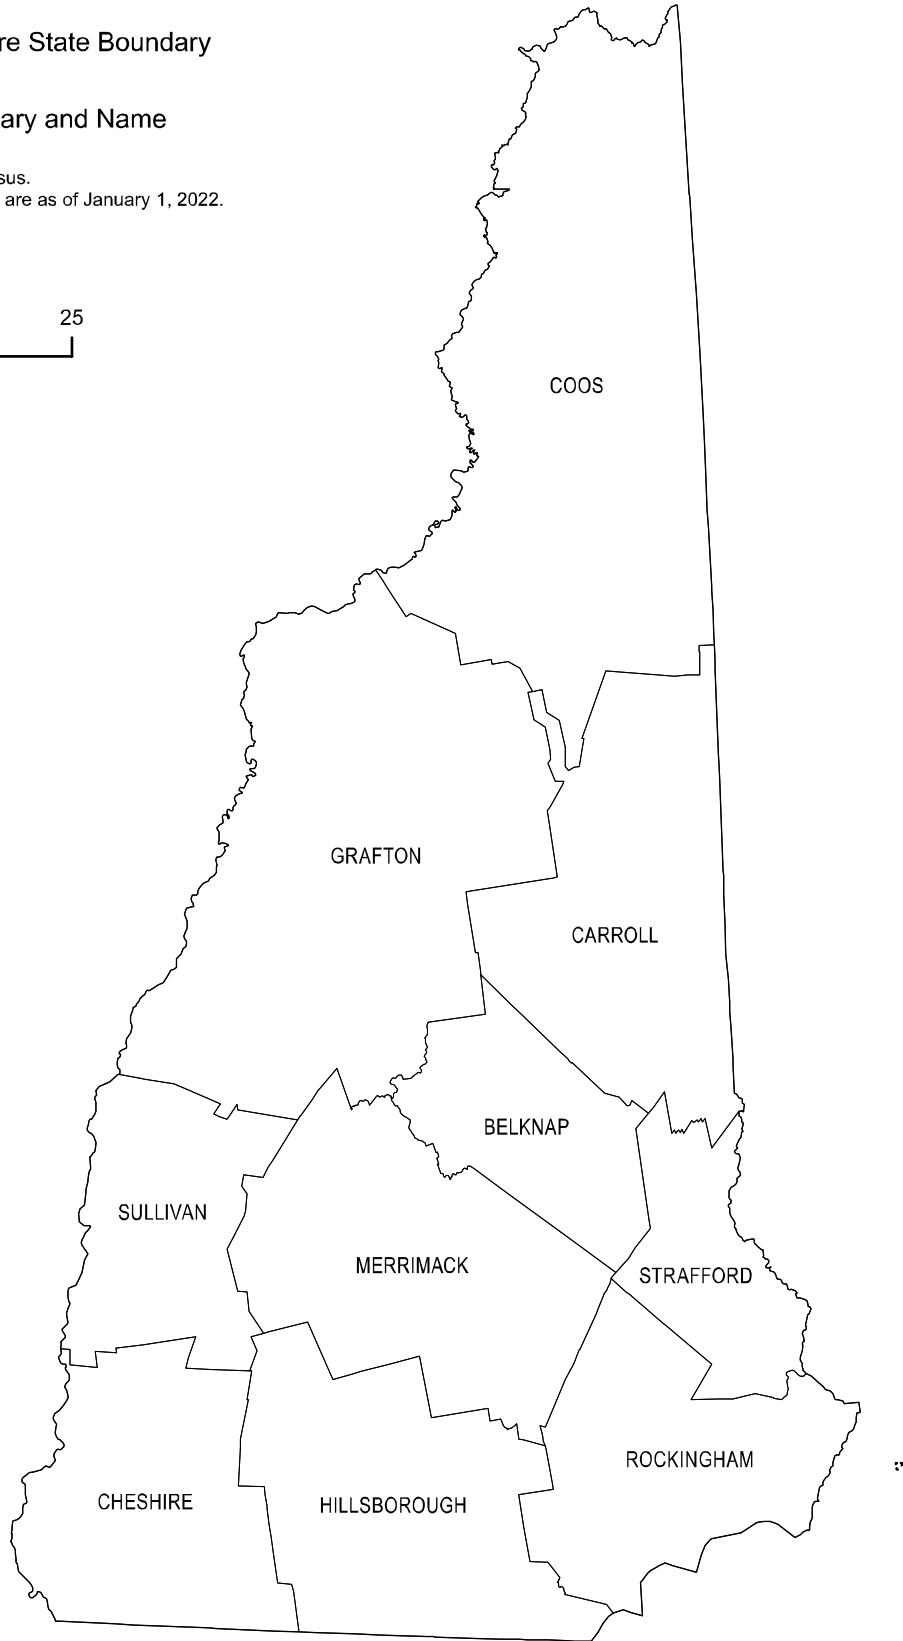 re State Boundary
ary and Name
sus.
are as of January 1, 2022.
25
COOS
GRAFTON
CARROLL
BELKNAP
SULLIVAN
MERRIMACK
STRAFFORD
ROCKINGHAM
CHESHIRE
HILLSBOROUGH